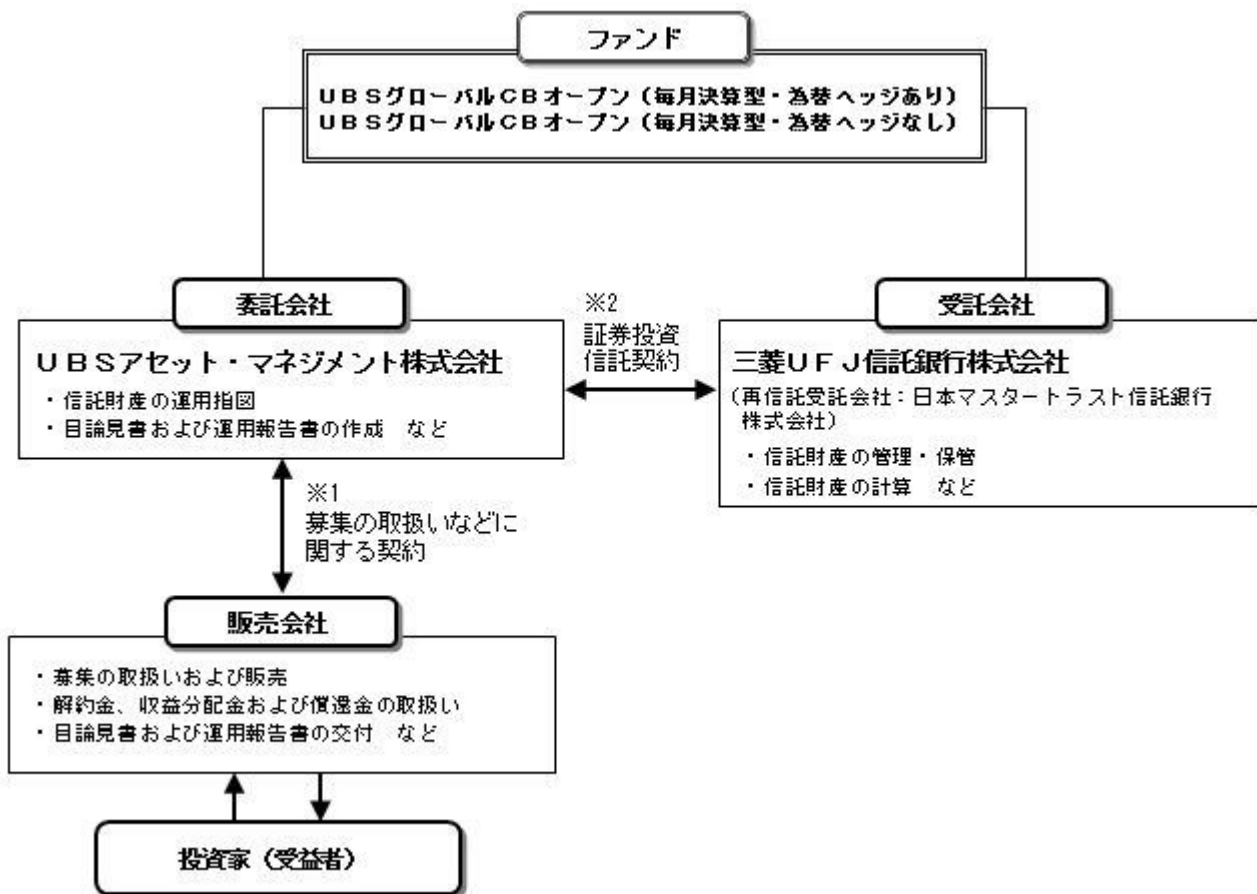 ファンド
UBSグローバルCBオープン(毎月決算型・為替ヘッジあり)
UBSグローバルCBオープン(毎月決算型・為替ヘッジなし)
委託会社
UBSアセット・マネジメント株式会社
・信託財産の運用指図
・目論見書および運用報告書の作成 など
※2
証券投資
信託契約
受託会社
三菱UFJ信託銀行株式会社
(再信託受託会社:日本マスタートラスト信託銀行
株式会社)
・信託財産の管理・保管
・信託財産の計算 など
※1
募集の取扱いなどに
関する契約
販売会社
・募集の取扱いおよび販売
・解約金、収益分配金および償還金の取扱い
・目論見書および運用報告書の交付 など
投資家(受益者)